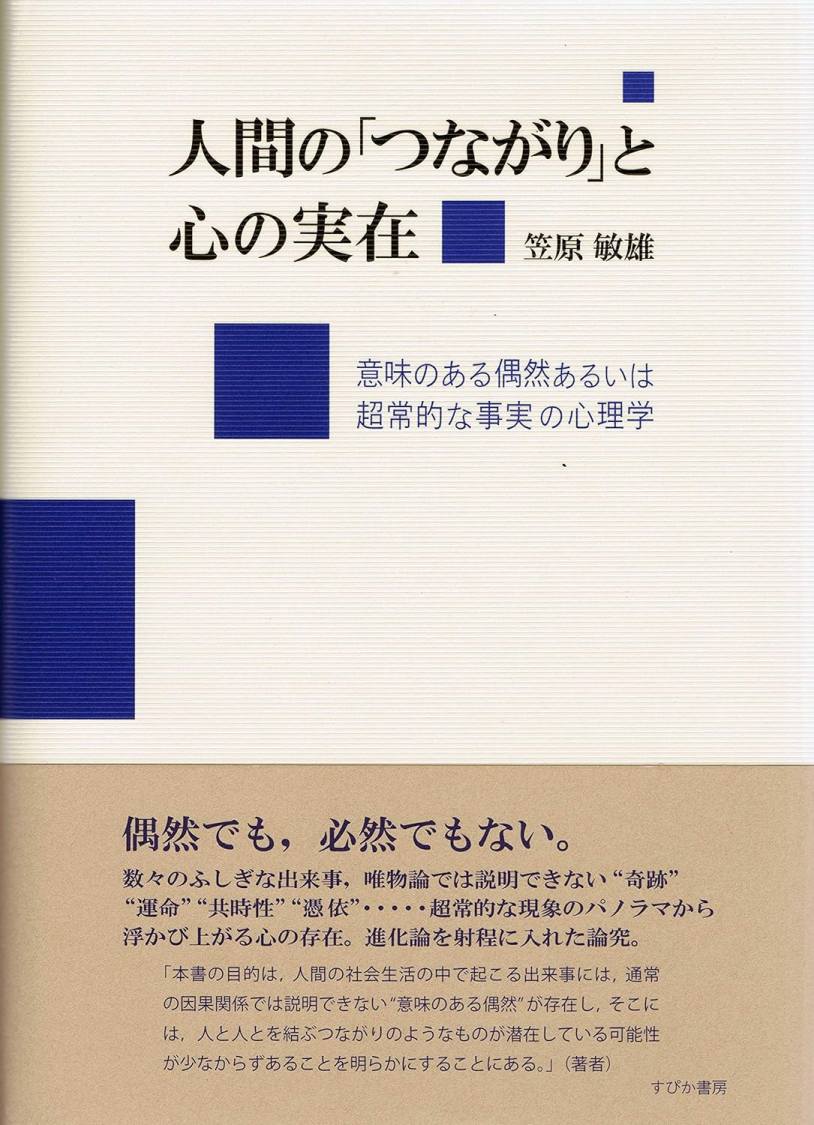 人間の「つながり」と
心の実在
笠原 敏雄
意味のある偶然あるいは
超常的な事実の心理学
偶然でも，必然でもない。
数々のふしぎな出来事，唯物論では説明できない“奇跡”
“運命”“共時性”“憑依”・・・・・超常的な現象のパノラマから
浮かび上がる心の存在。進化論を射程に入れた論究。
「本書の目的は，人間の社会生活の中で起こる出来事には，通常
の因果関係では説明できない“意味のある偶然”が存在し，そこに
は，人と人とを結ぶつながりのようなものが潜在している可能性
が少なからずあることを明らかにすることにある。」（著者）
すぴか書房